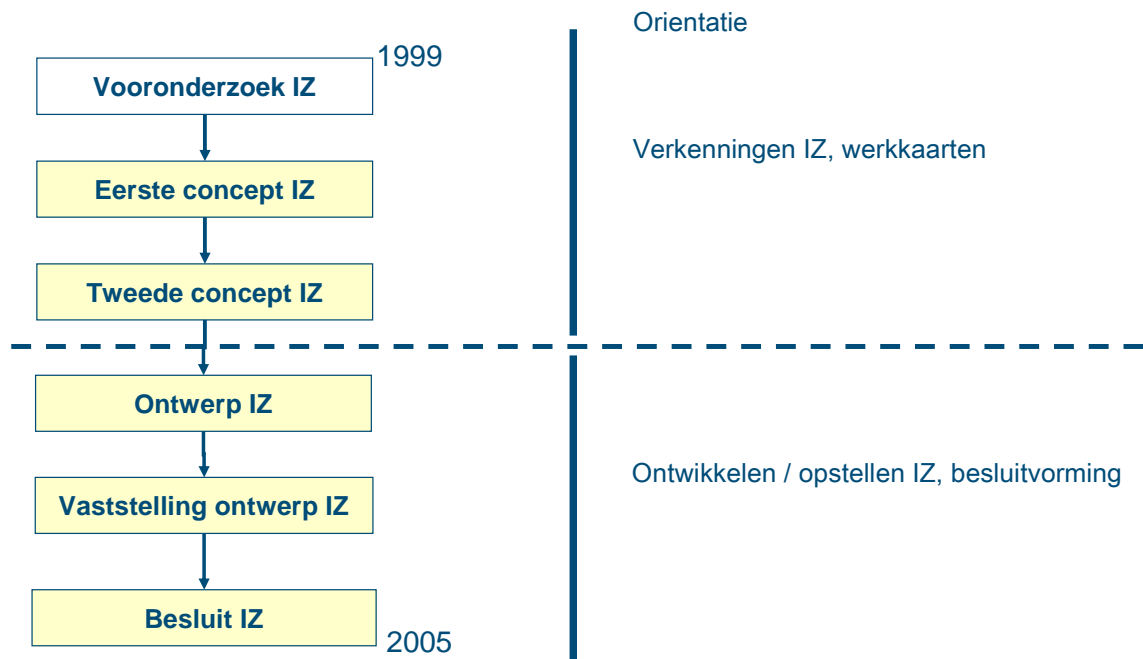 Orientatie
1999
Vooronderzoek IZ
Verkenningen IZ, werkkaarten
Eerste concept IZ
Tweede concept IZ
Ontwerp IZ
Ontwikkelen / opstellen IZ, besluitvorming
Vaststelling ontwerp IZ
Besluit IZ
2005